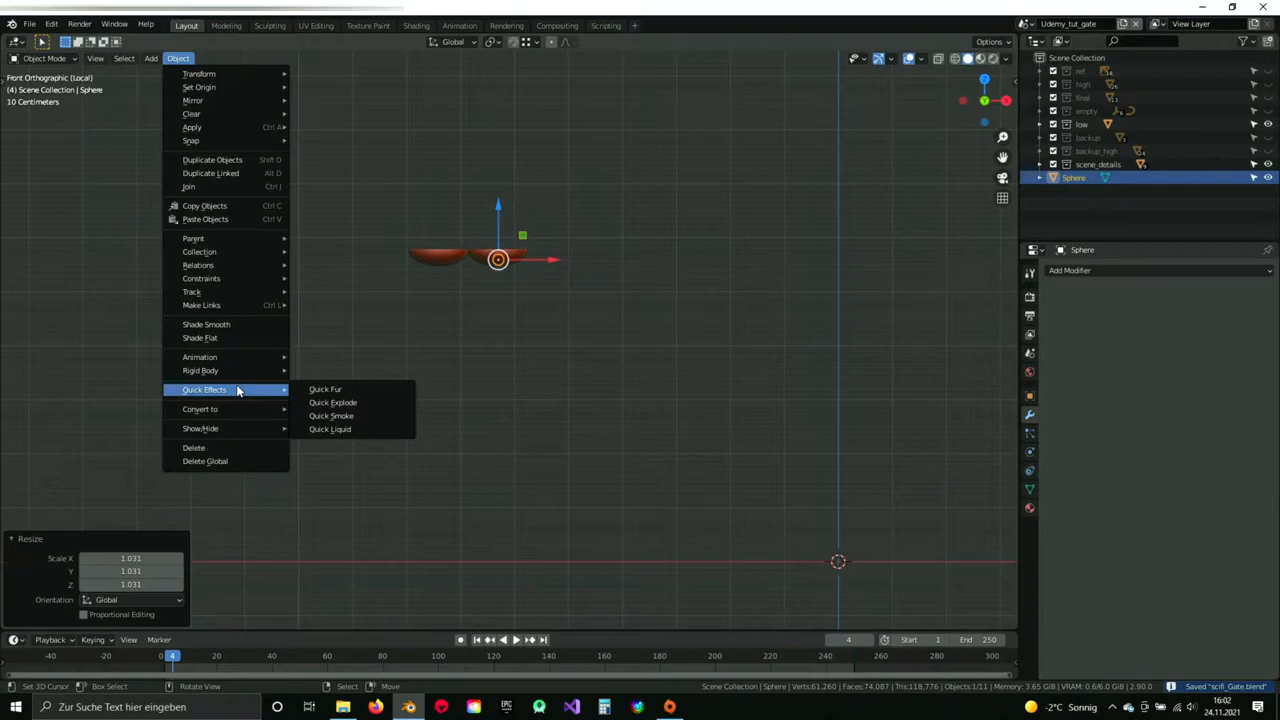 File Edit Render Window Help Layout Modeling Sculpting UV Editing Texture Paint Shading Animation Rendering Compositing Scripting + Udemy_tut_gate View Layer
Global Options
Object Mode View Select Add Object
Front Orthographic (Local)
(4) Scene Collection | Sphere
10 Centimeters
Transform
Set Origin
Mirror
Clear
Apply Ctrl A
Snap
Duplicate Objects Shift D
Duplicate Linked Alt D
Join Ctrl J
Copy Objects Ctrl C
Paste Objects Ctrl V
Parent
Collection
Relations
Constraints
Track
Make Links Ctrl L
Shade Smooth
Shade Flat
Animation
Rigid Body
Quick Effects
Convert to
Show/Hide
Delete
Delete Global
Quick Fur
Quick Explode
Quick Smoke
Quick Liquid
Z
Y
X
Scene Collection
ref 18
high 26
final 13
empty 6
low
backup 3
backup_high 24
scene_details
Sphere
Sphere
Add Modifier
Resize
Scale X 1.031
Y 1.031
Z 1.031
Orientation Global
Proportional Editing
Playback Keying View Marker 4 Start 1 End 250
-40 -20 0 4 20 40 60 80 100 120 140 160 180 200 220 240 260 280 300
Set 3D Cursor Box Select Rotate View Select Move Scene Collection | Sphere | Verts:61,260 | Faces:74,087 | Tris:118,776 | Objects:1/11 | Mem: 3.65 GiB | VRAM: 0.6/6.0 GiB | 2.90.0 Saved "scifi_Gate.blend"
Zur Suche Text hier eingeben EPIC -2°C Sonnig 16:02
24.11.2021